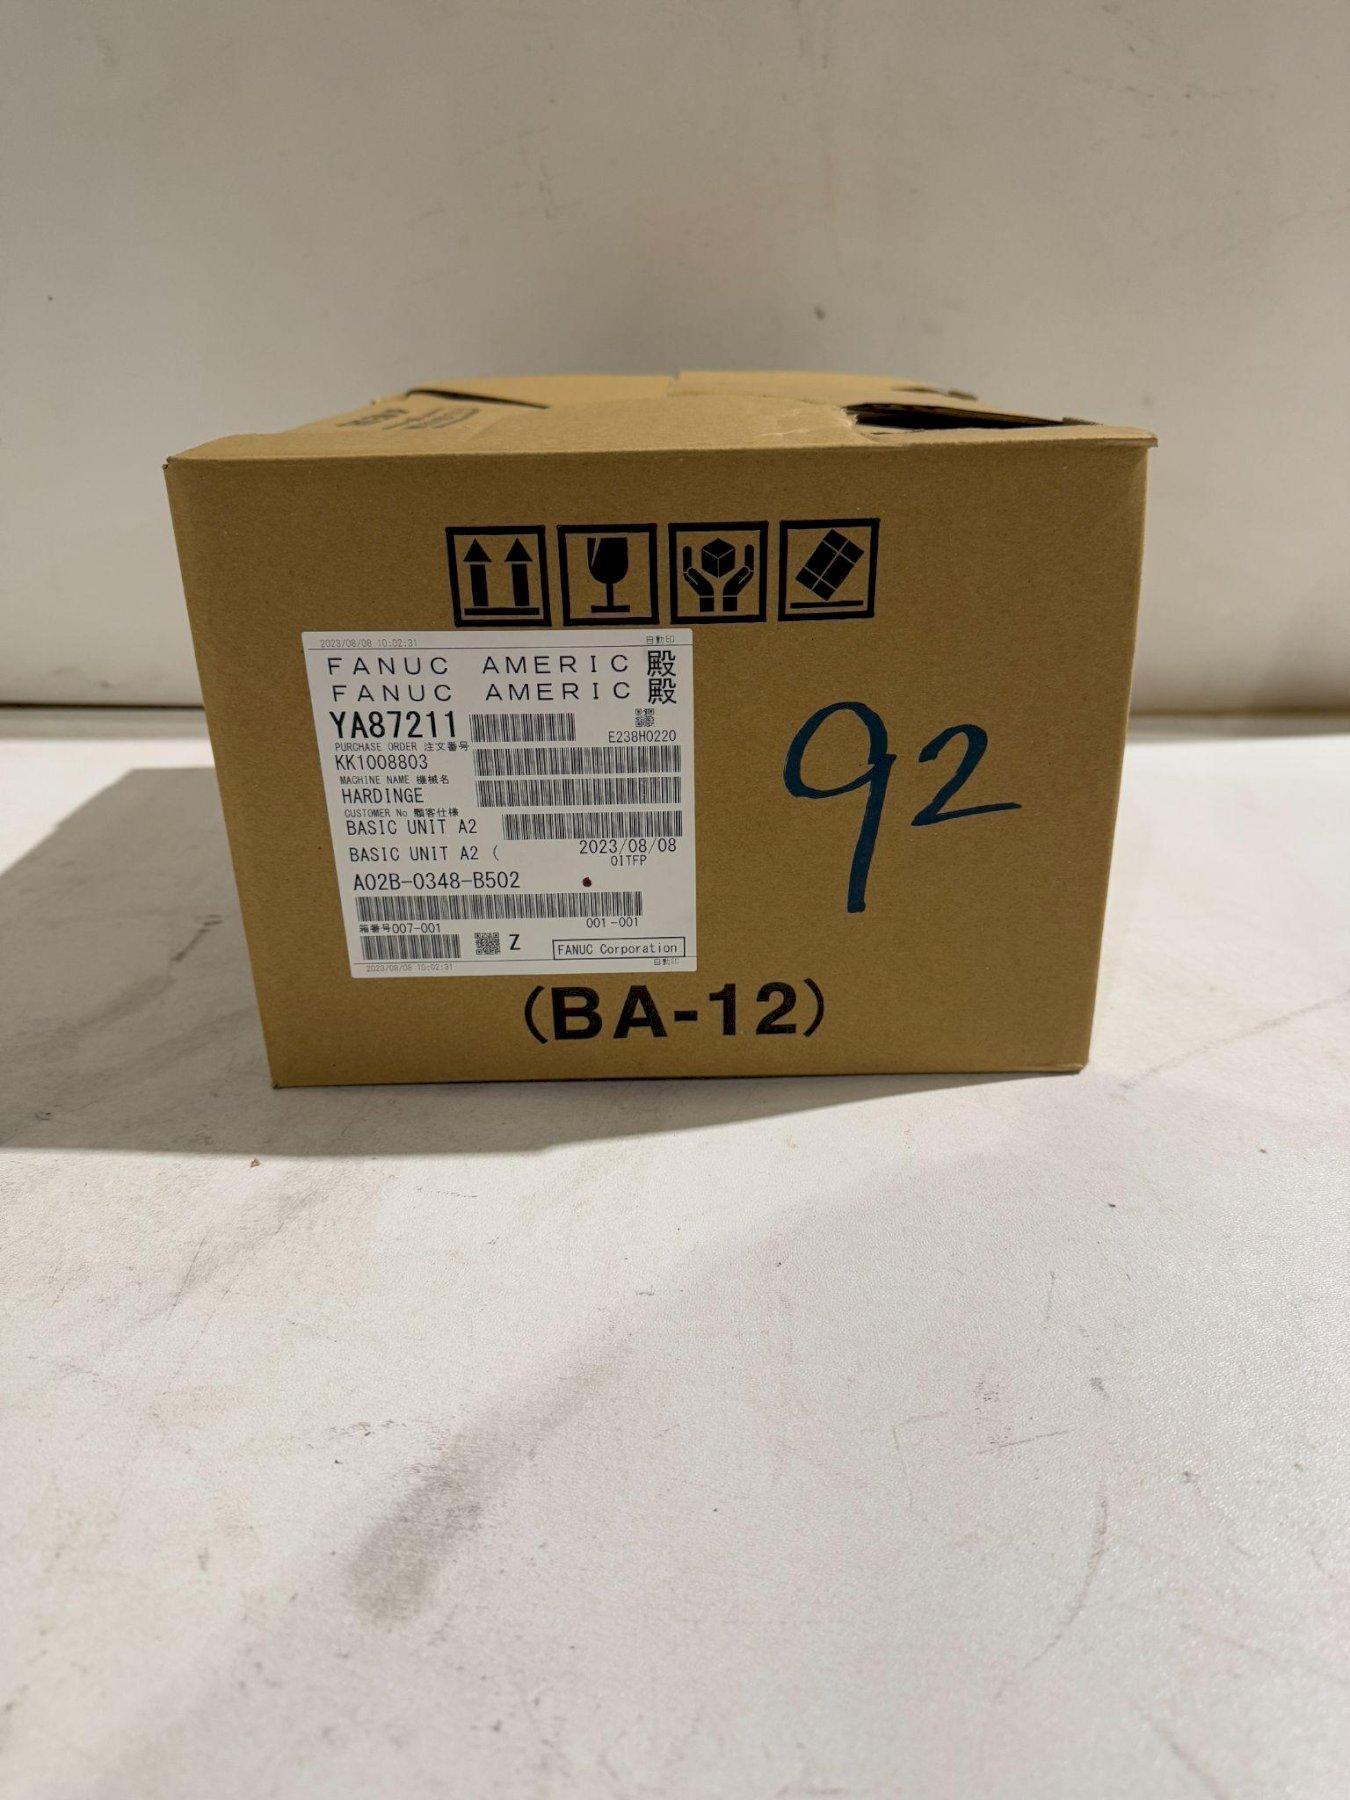 2023/08/08 10:02:31 自動印
FANUC AMERIC 殿
FANUC AMERIC 殿
YA87211
E238H0220
PURCHASE ORDER 注文番号
KK1008803
MACHINE NAME 機械名
HARDINGE
CUSTOMER No 顧客仕様
BASIC UNIT A2
BASIC UNIT A2 ( 2023/08/08
0ITFP
A02B-0348-B502
箱番号007-001 001-001
Z FANUC Corporation
2023/08/08 10:02:31 自動印
92
(BA-12)